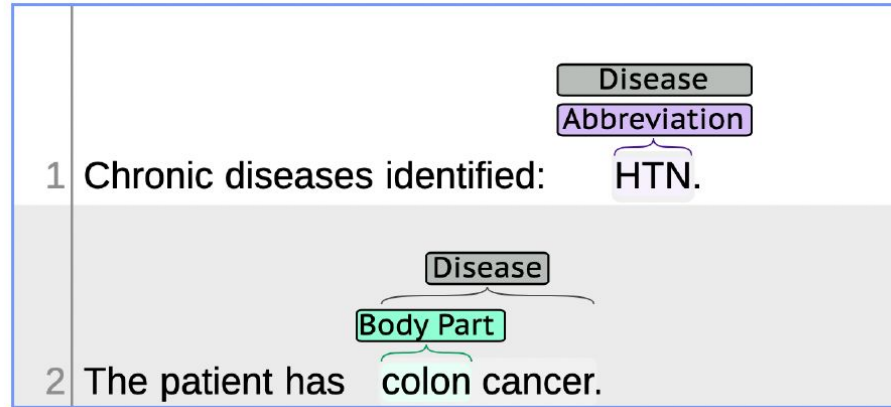 Disease
Abbreviation
1 Chronic diseases identified: HTN.
Disease
Body Part
2 The patient has colon cancer.